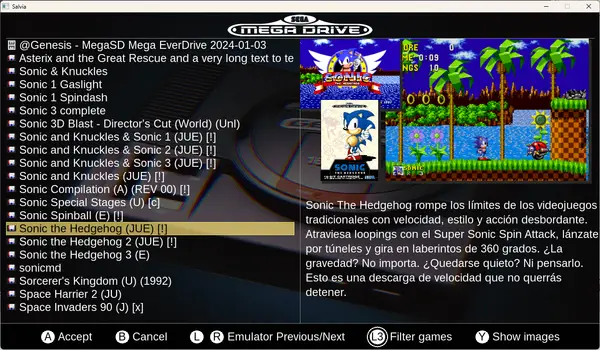 Salvia
SEGA
MEGA DRIVE
@Genesis - MegaSD Mega EverDrive 2024-01-03
Asterix and the Great Rescue and a very long text to te
Sonic & Knuckles
Sonic 1 Gaslight
Sonic 1 Spindash
Sonic 3 complete
Sonic 3D Blast - Director's Cut (World) (Unl)
Sonic and Knuckles & Sonic 1 (JUE) [!]
Sonic and Knuckles & Sonic 2 (JUE) [!]
Sonic and Knuckles & Sonic 3 (JUE) [!]
Sonic and Knuckles (JUE) [!]
Sonic Compilation (A) (REV 00) [!]
Sonic Special Stages (U) [c]
Sonic Spinball (E) [!]
Sonic the Hedgehog (JUE) [!]
Sonic the Hedgehog 2 (JUE) [!]
Sonic the Hedgehog 3 (E)
sonicmd
Sorcerer's Kingdom (U) (1992)
Space Harrier 2 (JU)
Space Invaders 90 (J) [x]
SONIC
ORE 0
ME 0:09
NGS 10
SONIC
THE HEDGEHOG
Sonic The Hedgehog rompe los límites de los videojuegos
tradicionales con velocidad, estilo y acción desbordante.
Atraviesa loopings con el Super Sonic Spin Attack, lánzate
por túneles y gira en laberintos de 360 grados. ¿La
gravedad? No importa. ¿Quedarse quieto? Ni pensarlo.
Esto es una descarga de velocidad que no querrás
detener.
A Accept
B Cancel
L R Emulator Previous/Next
L3 Filter games
Y Show images